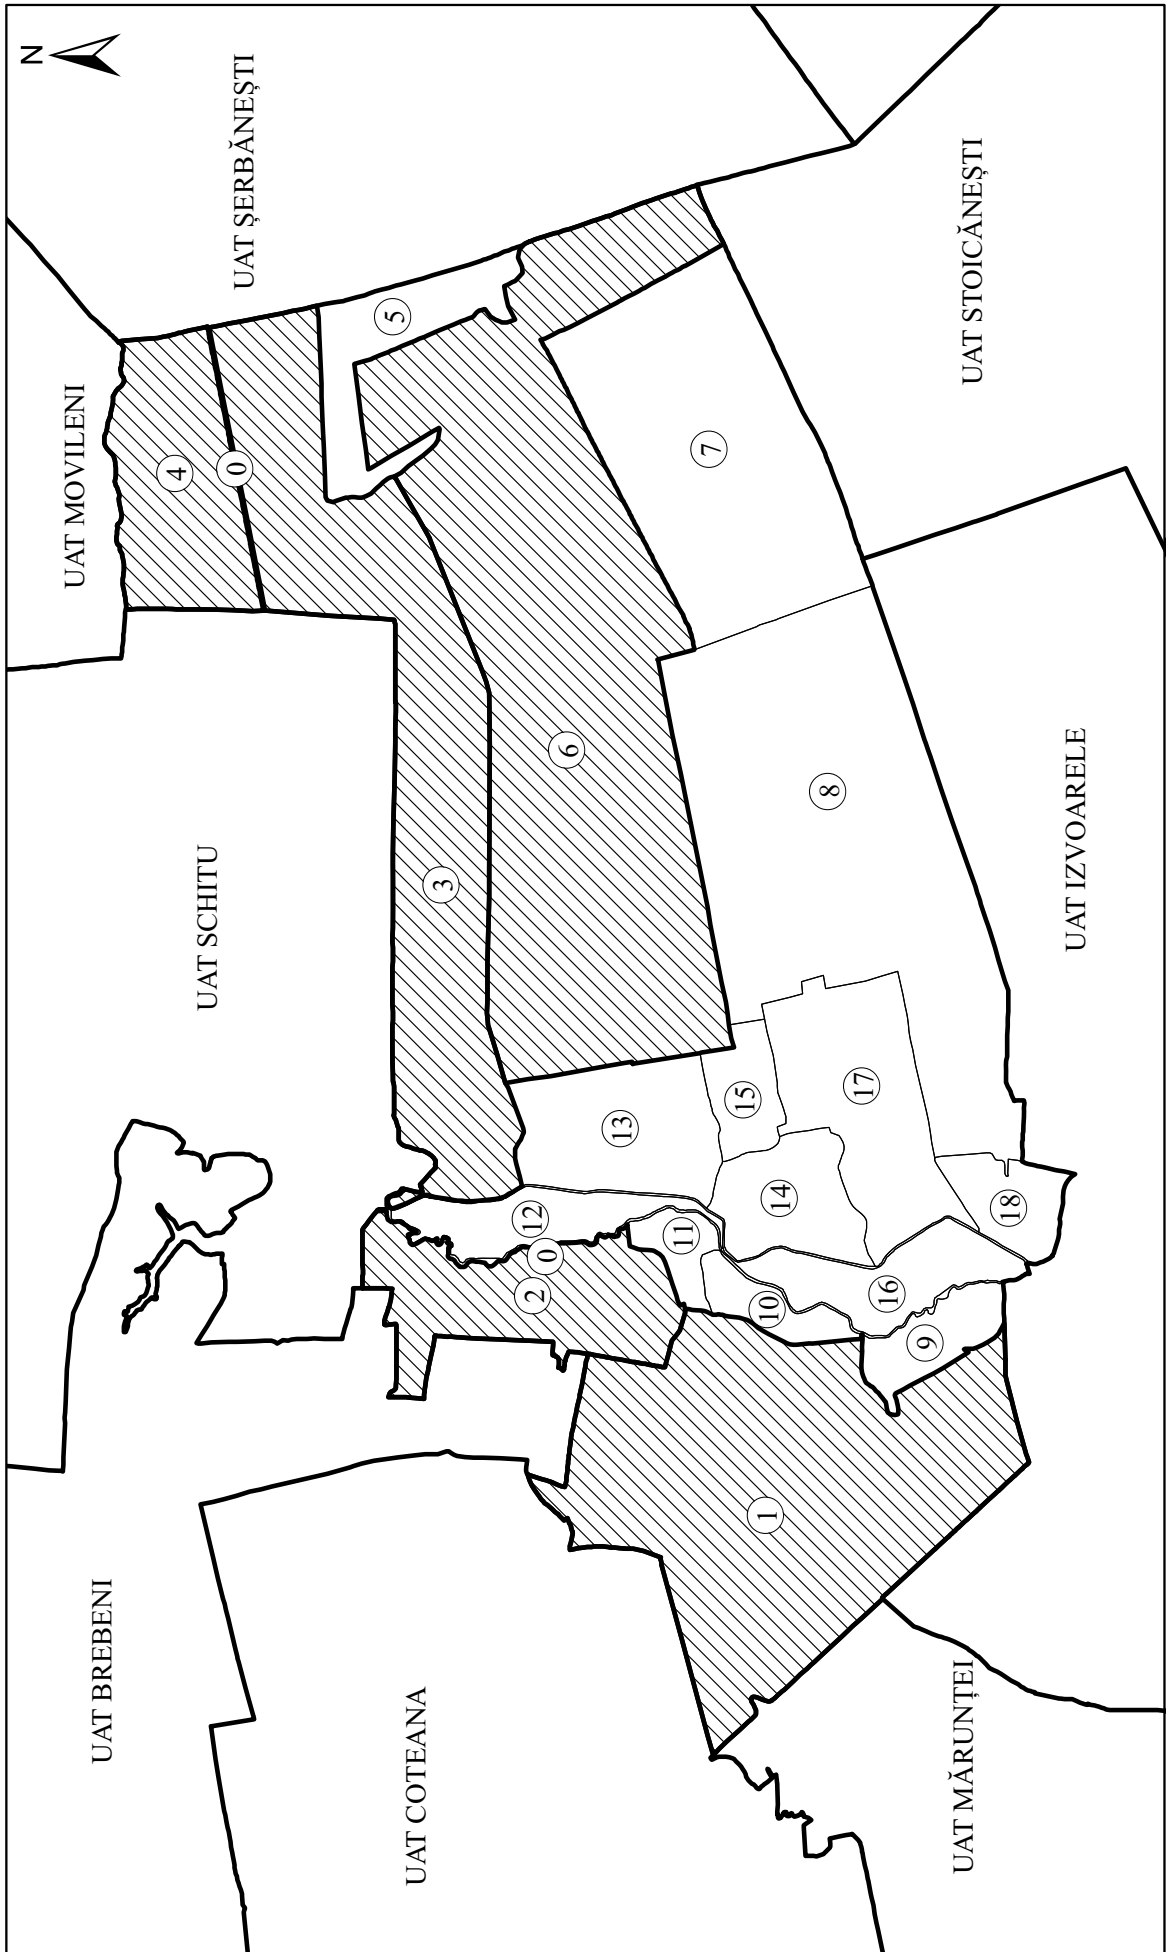 N
UAT MOVILENI
UAT BREBENI
4
UAT SCHITU
0
UAT ȘERBĂNEȘTI
5
UAT COTEANA
3
2
12
0
6
13
11
7
15
1
10
14
8
17
16
9
UAT MĂRUNȚEI
UAT STOICĂNEȘTI
18
UAT IZVOARELE